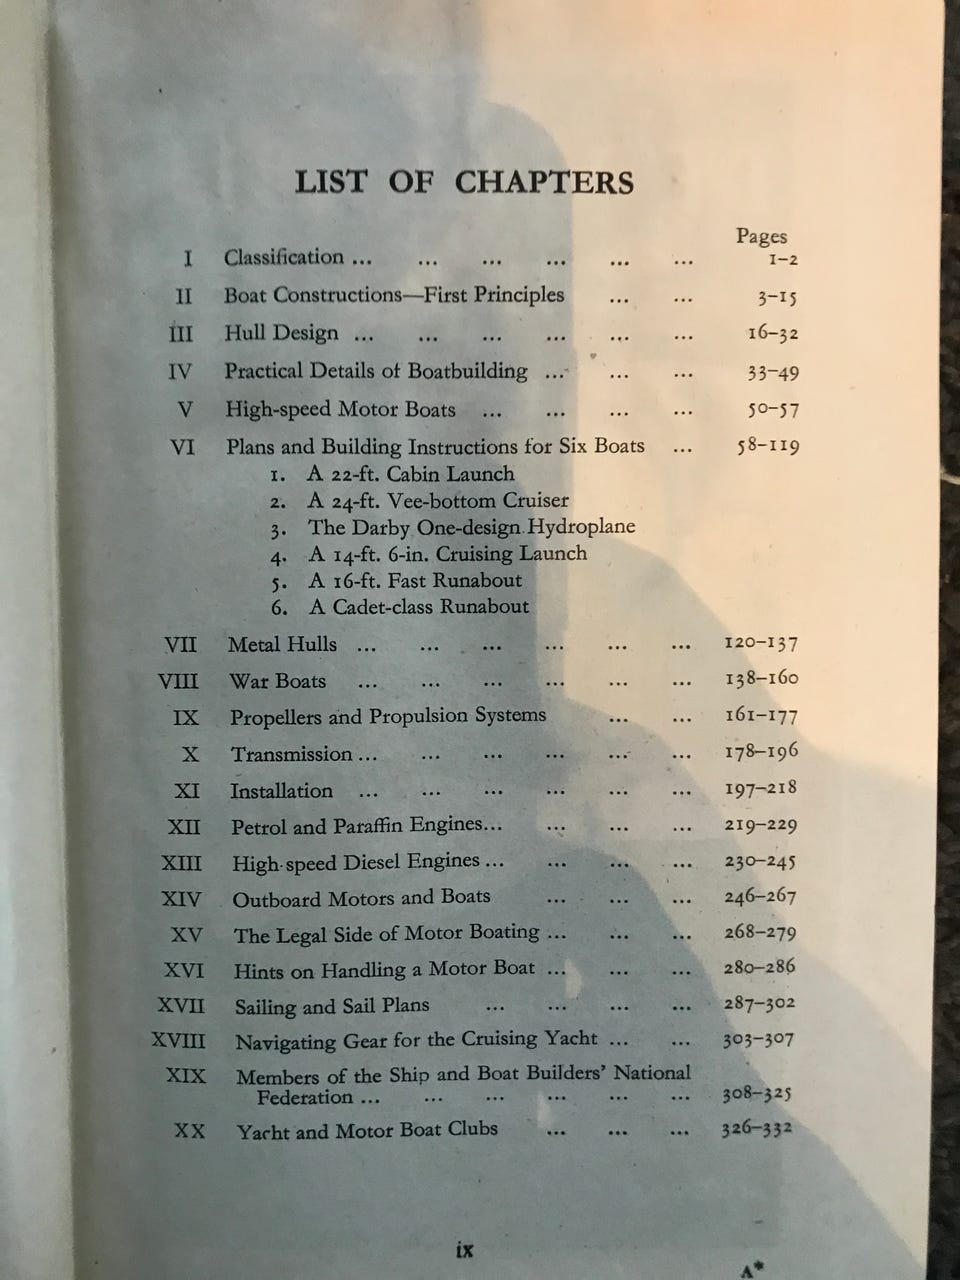 LIST OF CHAPTERS
Pages
I Classification ... ... ... ... ... ... 1–2
II Boat Constructions—First Principles ... ... 3–15
III Hull Design ... ... ... ... ... ... 16–32
IV Practical Details of Boatbuilding ... ... ... 33–49
V High-speed Motor Boats ... ... ... ... 50–57
VI Plans and Building Instructions for Six Boats ... 58–119
1. A 22-ft. Cabin Launch
2. A 24-ft. Vee-bottom Cruiser
3. The Darby One-design Hydroplane
4. A 14-ft. 6-in. Cruising Launch
5. A 16-ft. Fast Runabout
6. A Cadet-class Runabout
VII Metal Hulls ... ... ... ... ... ... 120–137
VIII War Boats ... ... ... ... ... ... 138–160
IX Propellers and Propulsion Systems ... ... 161–177
X Transmission ... ... ... ... ... ... 178–196
XI Installation ... ... ... ... ... ... 197–218
XII Petrol and Paraffin Engines... ... ... ... 219–229
XIII High-speed Diesel Engines ... ... ... ... 230–245
XIV Outboard Motors and Boats ... ... ... 246–267
XV The Legal Side of Motor Boating ... ... ... 268–279
XVI Hints on Handling a Motor Boat ... ... ... 280–286
XVII Sailing and Sail Plans ... ... ... ... 287–302
XVIII Navigating Gear for the Cruising Yacht ... ... 303–307
XIX Members of the Ship and Boat Builders' National
Federation ... ... ... ... ... ... 308–325
XX Yacht and Motor Boat Clubs ... ... ... 326–332
ix
A*